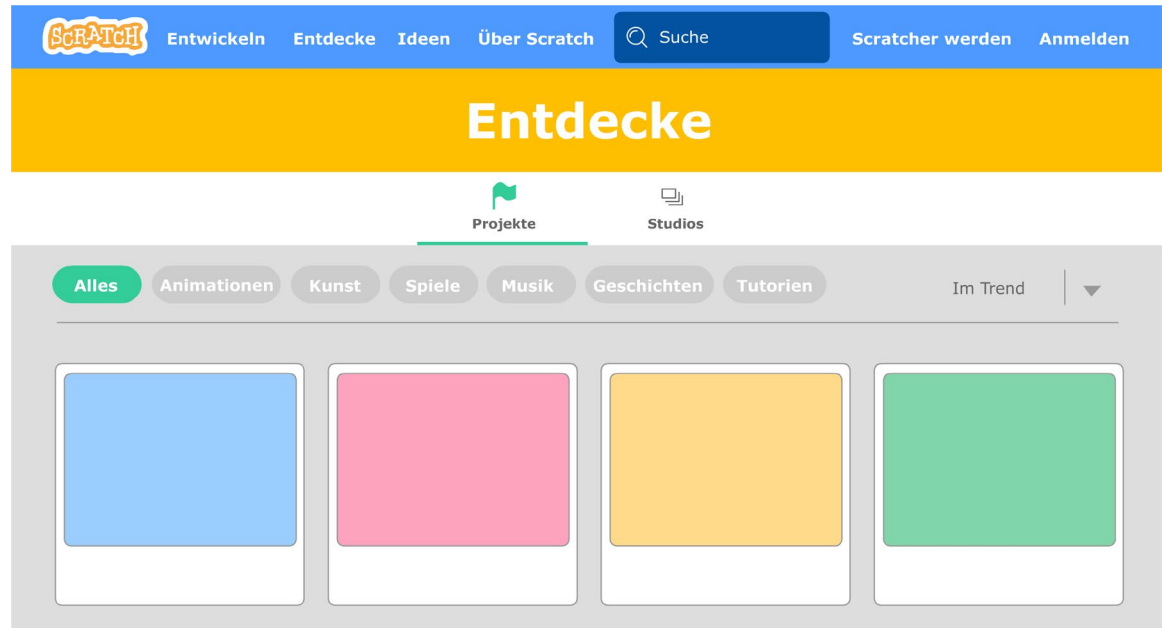 SCRATCH Entwickeln Entdecke Ideen Über Scratch Suche Scratcher werden Anmelden
Entdecke
Projekte Studios
Alles Animationen Kunst Spiele Musik Geschichten Tutorien Im Trend